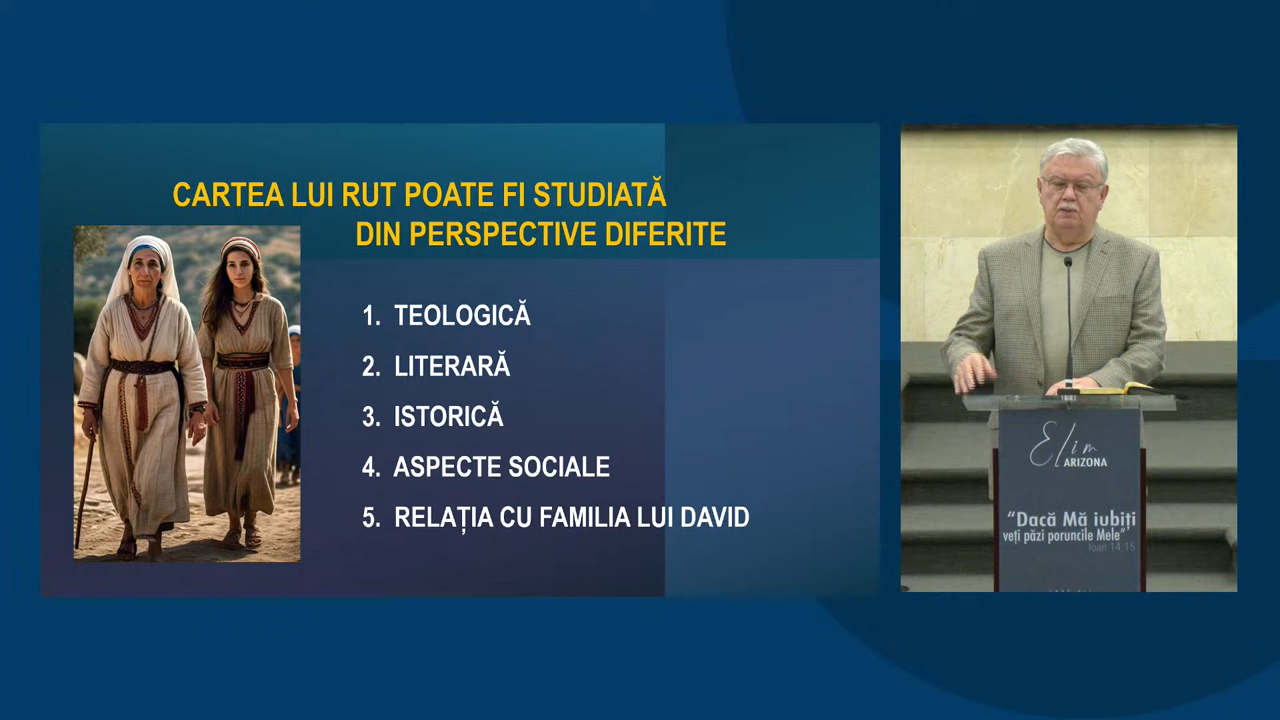 CARTEA LUI RUT POATE FI STUDIATĂ
DIN PERSPECTIVE DIFERITE
1. TEOLOGICĂ
2. LITERARĂ
3. ISTORICĂ
4. ASPECTE SOCIALE
5. RELAȚIA CU FAMILIA LUI DAVID
Elim
ARIZONA
“Dacă Mă iubiți
veți păzi poruncile Mele”
Ioan 14:15